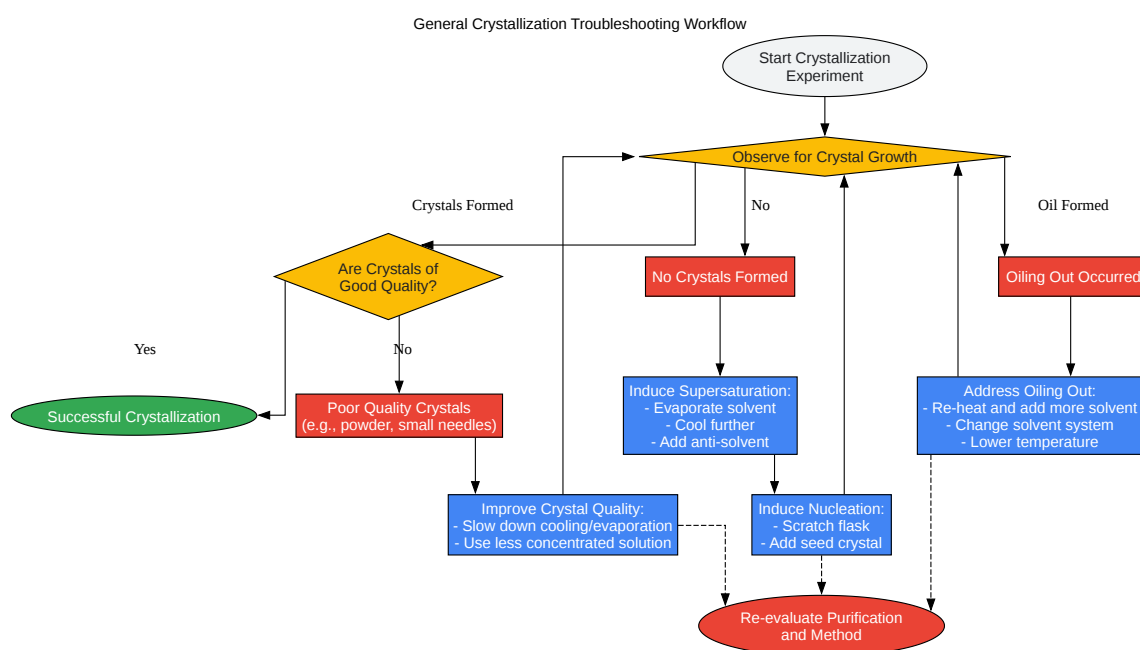 General Crystallization Troubleshooting Workflow
Start Crystallization
Experiment
Observe for Crystal Growth
Crystals Formed
No
Oil Formed
Are Crystals of
Good Quality?
No Crystals Formed
Oiling Out Occurred
Yes
No
Successful Crystallization
Poor Quality Crystals
(e.g., powder, small needles)
Induce Supersaturation:
- Evaporate solvent
- Cool further
- Add anti-solvent
Address Oiling Out:
- Re-heat and add more solvent
- Change solvent system
- Lower temperature
Improve Crystal Quality:
- Slow down cooling/evaporation
- Use less concentrated solution
Induce Nucleation:
- Scratch flask
- Add seed crystal
Re-evaluate Purification
and Method